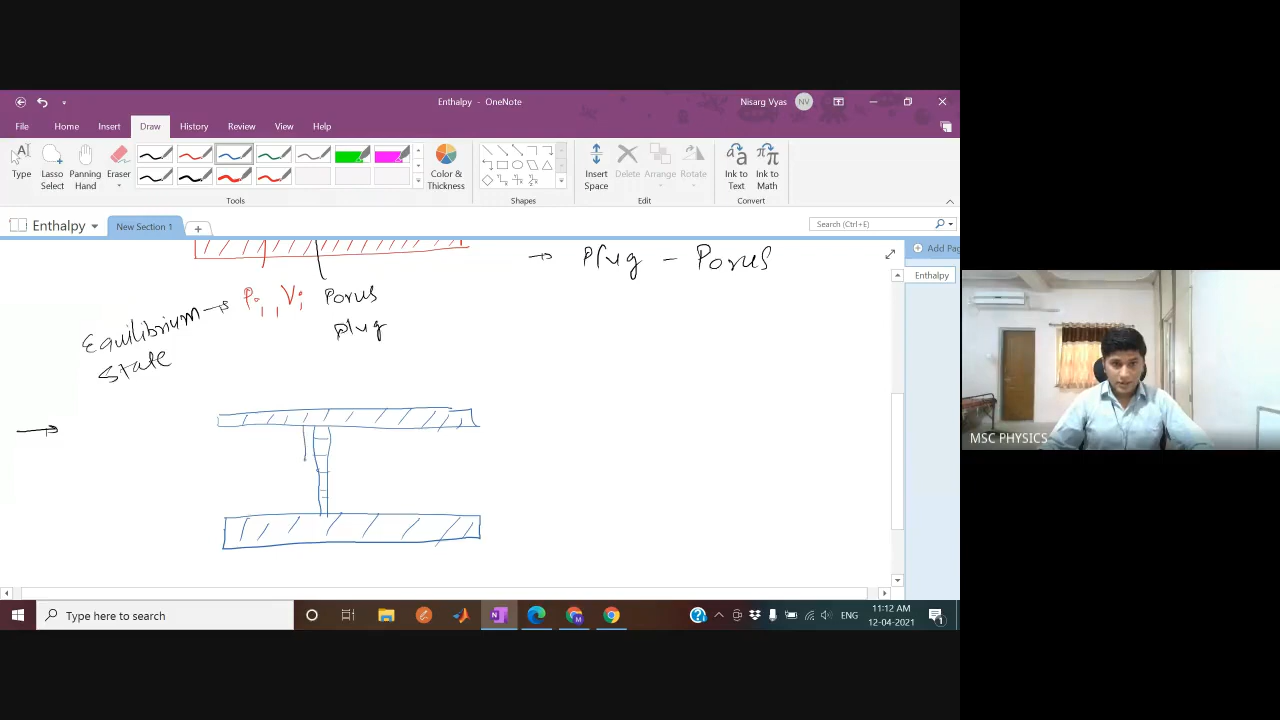 Enthalpy - OneNote
Nisarg Vyas NV
File Home Insert Draw History Review View Help
Type Lasso Select Panning Hand Eraser Color & Thickness Insert Space Delete Arrange Rotate Ink to Text Ink to Math
Tools Shapes Edit Convert
Enthalpy New Section 1 + Search (Ctrl+E)
Add Pag
Enthalpy
→ Plug - Porus
Equilibrium State → Pi, Vi
Porus
plug
MSC PHYSICS
Type here to search
ENG
11:12 AM
12-04-2021